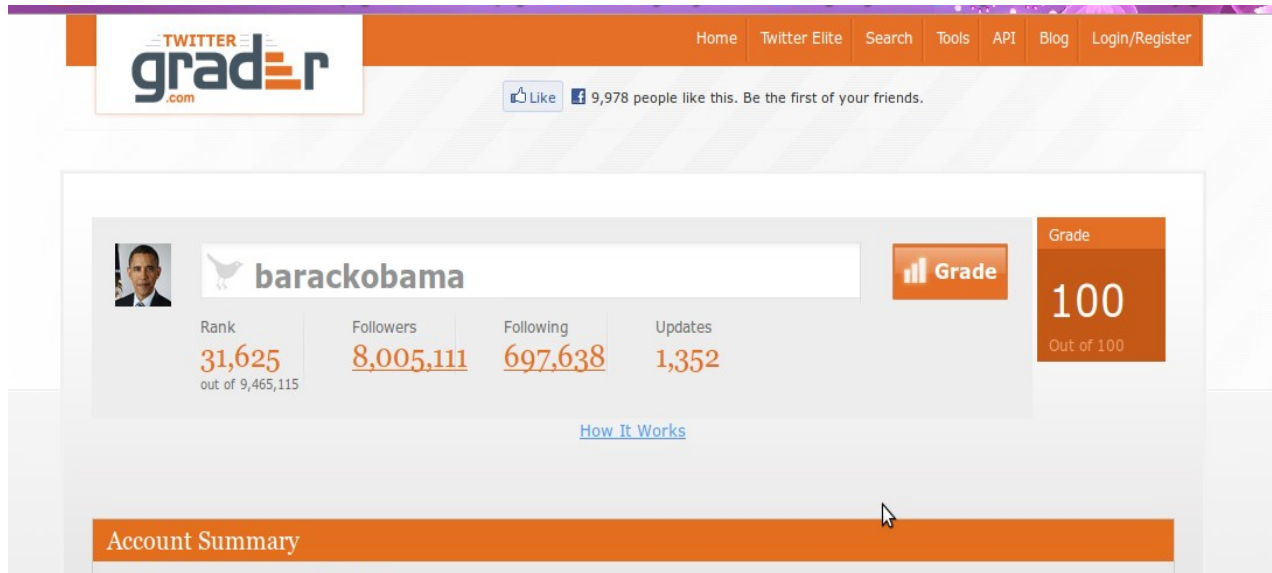 TWITTER
grader
.com
Home Twitter Elite Search Tools API Blog Login/Register
Like 9,978 people like this. Be the first of your friends.
barackobama
Grade
Grade
100
Out of 100
Rank Followers Following Updates
31,625 8,005,111 697,638 1,352
out of 9,465,115
How It Works
Account Summary